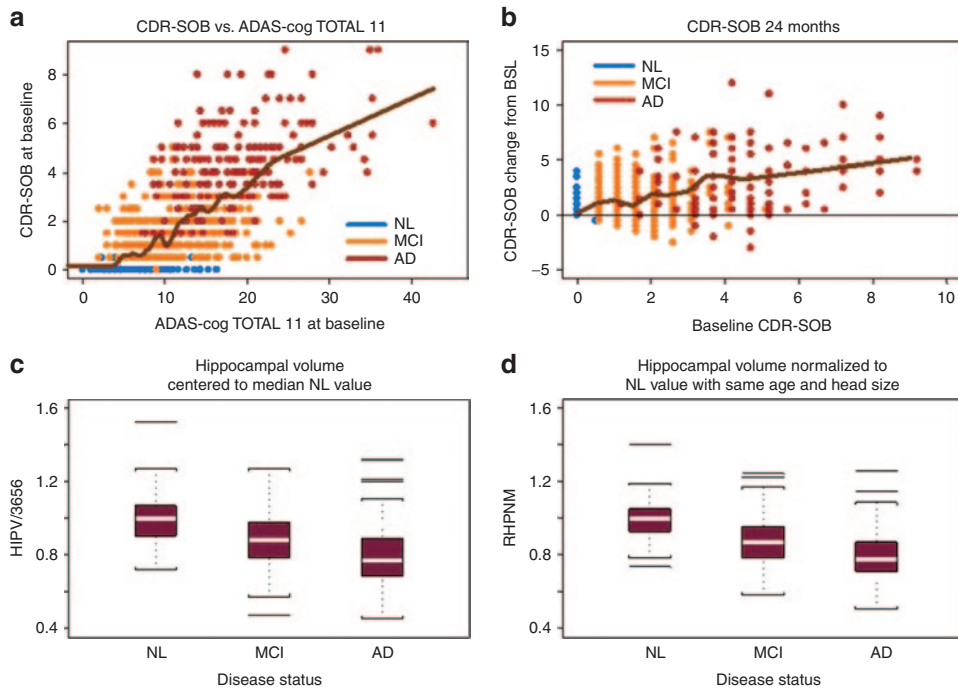 a
CDR-SOB vs. ADAS-cog TOTAL 11
CDR-SOB at baseline
8
6
4
2
0
NL
MCI
AD
0 10 20 30 40
ADAS-cog TOTAL 11 at baseline
b
CDR-SOB 24 months
CDR-SOB change from BSL
15
10
5
0
−5
NL
MCI
AD
0 2 4 6 8 10
Baseline CDR-SOB
c
Hippocampal volume
centered to median NL value
HIPV/3656
1.6
1.2
0.8
0.4
NL MCI AD
Disease status
d
Hippocampal volume normalized to
NL value with same age and head size
RHPNM
1.6
1.2
0.8
0.4
NL MCI AD
Disease status